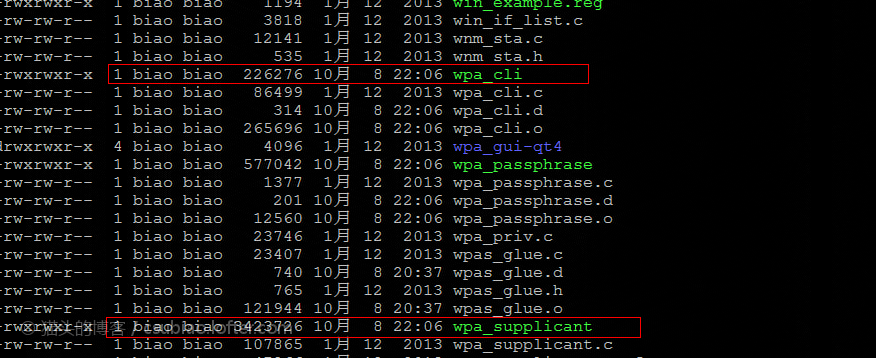 -rwxrwxr-x 1 biao biao 1194 1月 12 2013 win_example.reg
-rw-rw-r-- 1 biao biao 3818 1月 12 2013 win_if_list.c
-rw-rw-r-- 1 biao biao 12141 1月 12 2013 wnm_sta.c
-rw-rw-r-- 1 biao biao 535 1月 12 2013 wnm_sta.h
-rwxrwxr-x 1 biao biao 226276 10月 8 22:06 wpa_cli
-rw-rw-r-- 1 biao biao 86499 1月 12 2013 wpa_cli.c
-rw-rw-r-- 1 biao biao 314 10月 8 22:06 wpa_cli.d
-rw-rw-r-- 1 biao biao 265696 10月 8 22:06 wpa_cli.o
drwxrwxr-x 4 biao biao 4096 1月 12 2013 wpa_gui-qt4
-rwxrwxr-x 1 biao biao 577042 10月 8 22:06 wpa_passphrase
-rw-rw-r-- 1 biao biao 1377 1月 12 2013 wpa_passphrase.c
-rw-rw-r-- 1 biao biao 201 10月 8 22:06 wpa_passphrase.d
-rw-rw-r-- 1 biao biao 12560 10月 8 22:06 wpa_passphrase.o
-rw-rw-r-- 1 biao biao 23746 1月 12 2013 wpa_priv.c
-rw-rw-r-- 1 biao biao 23407 1月 12 2013 wpas_glue.c
-rw-rw-r-- 1 biao biao 740 10月 8 20:37 wpas_glue.d
-rw-rw-r-- 1 biao biao 765 1月 12 2013 wpas_glue.h
-rw-rw-r-- 1 biao biao 121944 10月 8 20:37 wpas_glue.o
-rwxrwxr-x 1 biao biao 3423726 10月 8 22:06 wpa_supplicant
-rw-rw-r-- 1 biao biao 107865 1月 12 2013 wpa_supplicant.c